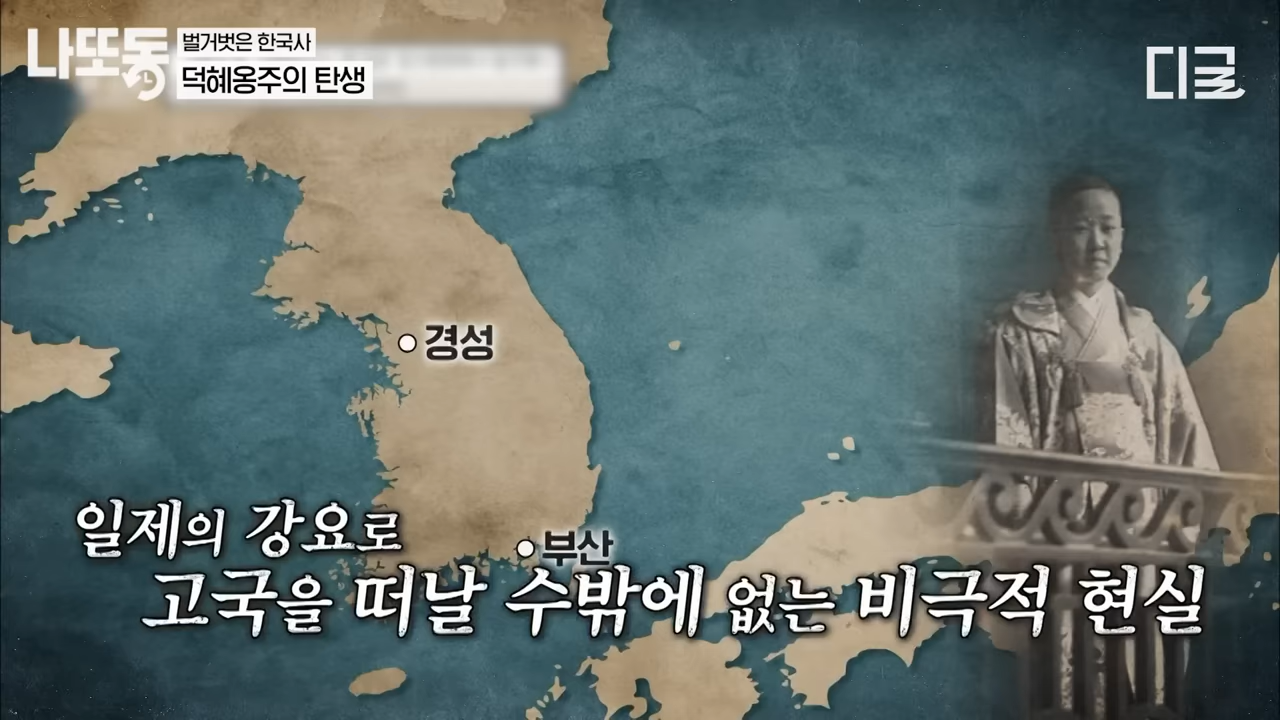 나또동
벌거벗은 한국사
덕혜옹주의 탄생
디글
경성
부산
일제의 강요로
고국을 떠날 수밖에 없는 비극적 현실